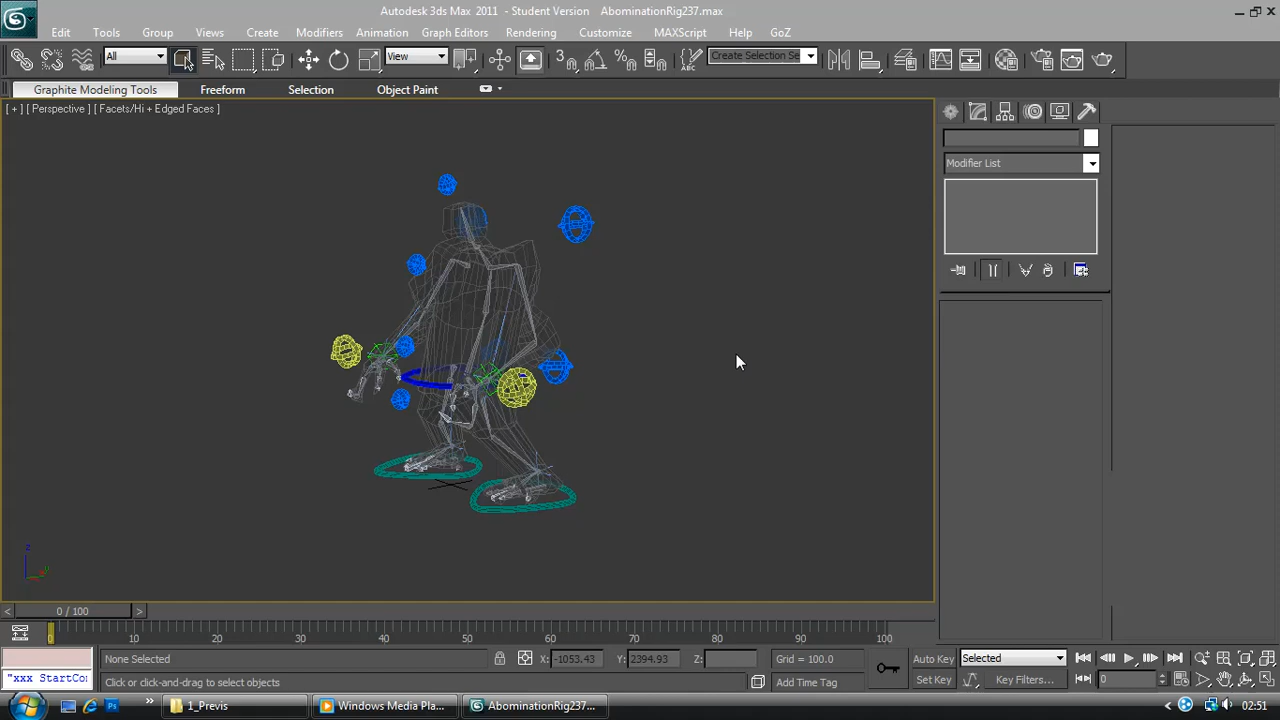 Autodesk 3ds Max 2011 - Student Version AbominationRig237.max
Edit Tools Group Views Create Modifiers Animation Graph Editors Rendering Customize MAXScript Help GoZ
All View Create Selection Se
Graphite Modeling Tools Freeform Selection Object Paint
[ + ] [ Perspective ] [ Facets/Hi + Edged Faces ]
Modifier List
z
0 / 100
0 10 20 30 40 50 60 70 80 90 100
None Selected X: -1053.43 Y: 2394.93 Z: Grid = 100.0 Auto Key Selected
"xxx StartCor Click or click-and-drag to select objects Add Time Tag Set Key Key Filters... 0
1_Previs Windows Media Pla... AbominationRig237... 02:51